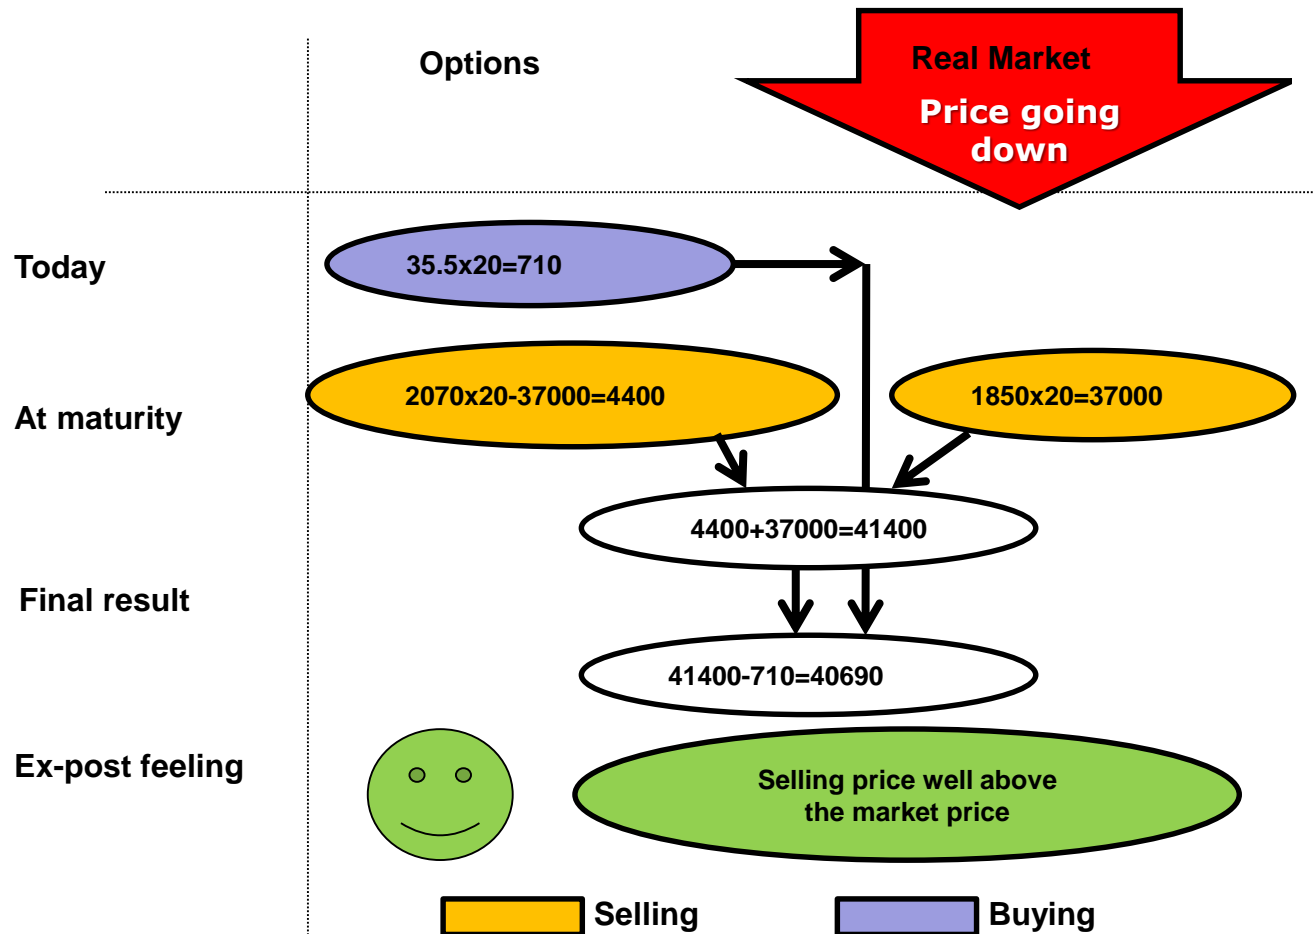 Options
Real Market
Price going
down
Today
35.5x20=710
At maturity
2070x20-37000=4400
1850x20=37000
4400+37000=41400
Final result
41400-710=40690
Ex-post feeling
Selling price well above
the market price
Selling
Buying